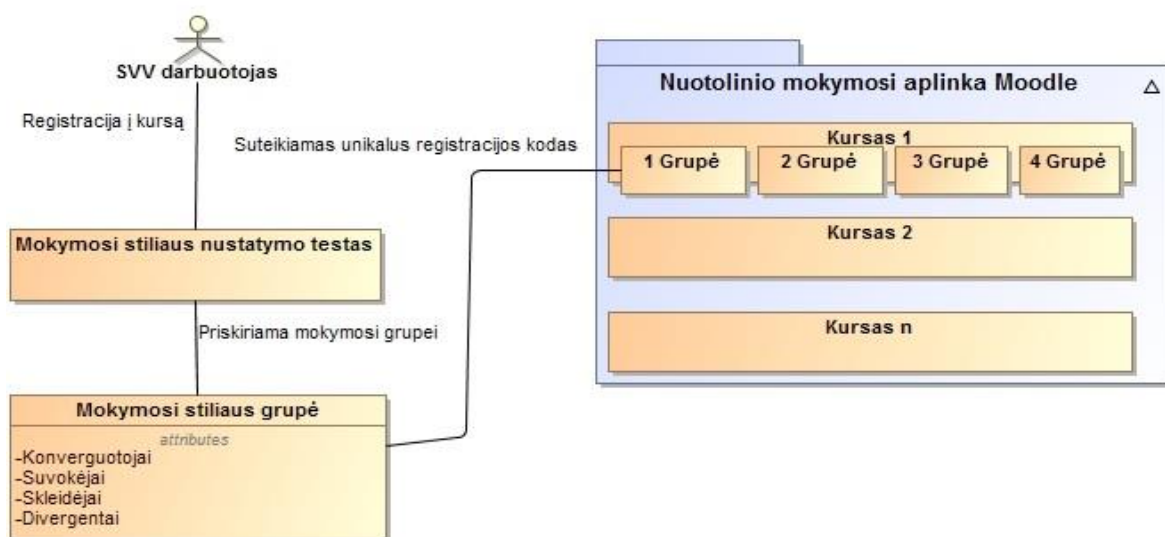 SVV darbuotojas
Registracija į kursą
Mokymosi stiliaus nustatymo testas
Priskiriama mokymosi grupei
Mokymosi stiliaus grupė
attributes
-Konverguotojai
-Suvokėjai
-Skleidėjai
-Divergentai
Suteikiamas unikalus registracijos kodas
Nuotolinio mokymosi aplinka Moodle
Kursas 1
1 Grupė
2 Grupė
3 Grupė
4 Grupė
Kursas 2
Kursas n